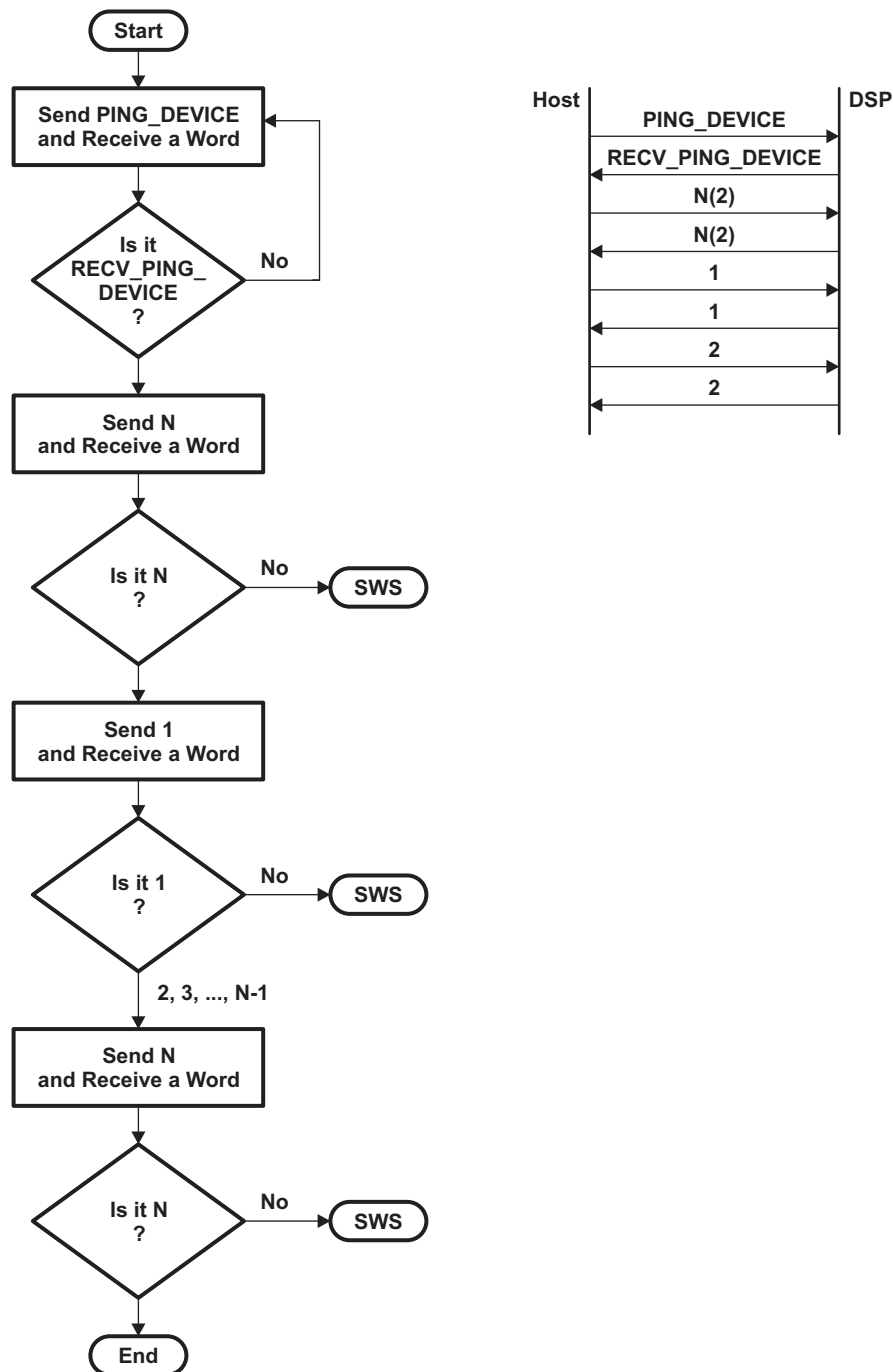 Start
Send PING_DEVICE
and Receive a Word
Is it
RECV_PING_
DEVICE
?
No
Send N
and Receive a Word
Is it N
?
No
SWS
Send 1
and Receive a Word
Is it 1
?
No
SWS
2, 3, ..., N-1
Send N
and Receive a Word
Is it N
?
No
SWS
End
Host
DSP
PING_DEVICE
RECV_PING_DEVICE
N(2)
N(2)
1
1
2
2